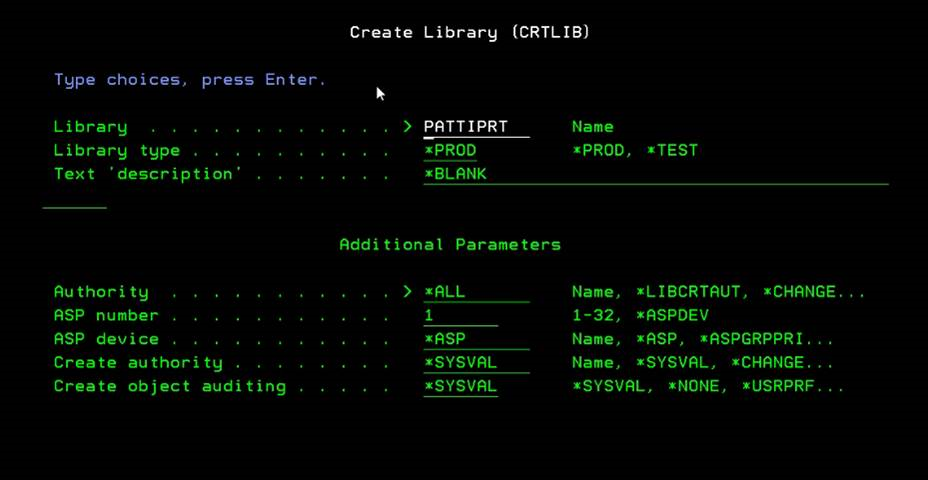 Create Library (CRTLIB)
Type choices, press Enter.
Library . . . . . . . . . . . . > PATTIPRT Name
Library type . . . . . . . . . . *PROD *PROD, *TEST
Text 'description' . . . . . . . *BLANK
Additional Parameters
Authority . . . . . . . . . . . > *ALL Name, *LIBCRTAUT, *CHANGE...
ASP number . . . . . . . . . . . 1 1-32, *ASPDEV
ASP device . . . . . . . . . . . *ASP Name, *ASP, *ASPGRPPRI...
Create authority . . . . . . . . *SYSVAL Name, *SYSVAL, *CHANGE...
Create object auditing . . . . . *SYSVAL *SYSVAL, *NONE, *USRPRF...